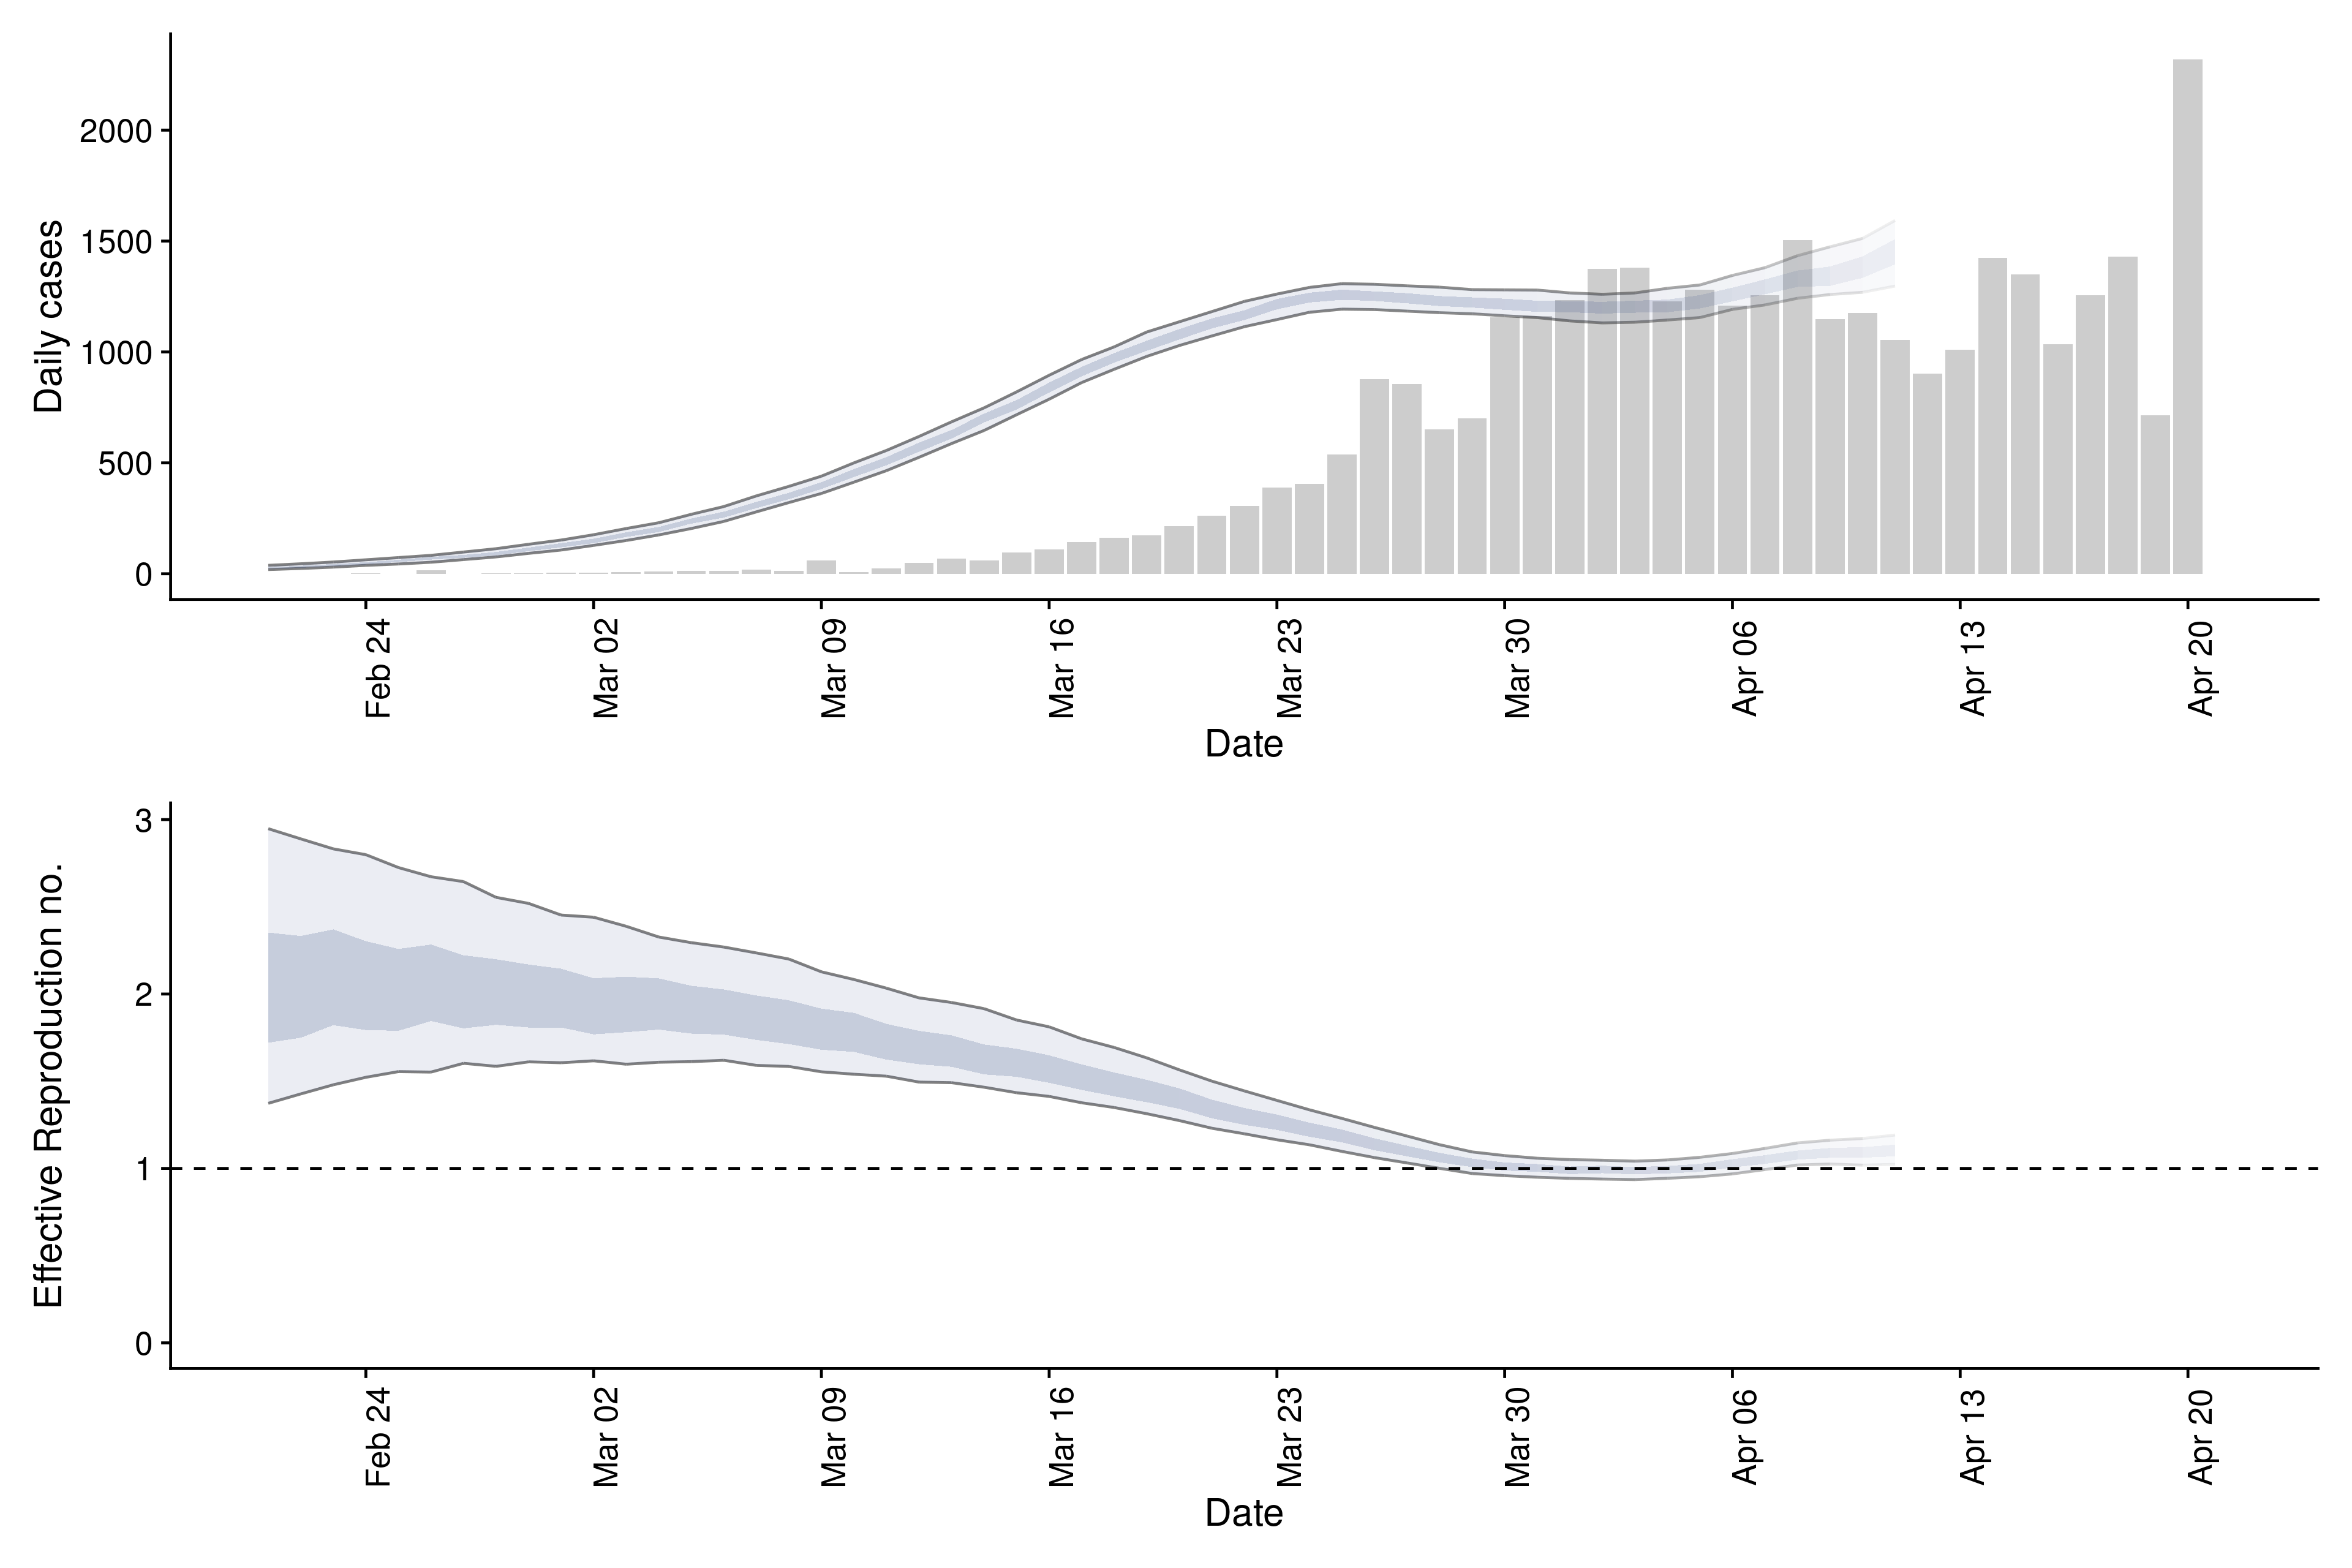 Daily cases
2000
1500
1000
500
0
Feb 24
Mar 02
Mar 09
Mar 16
Mar 23
Mar 30
Apr 06
Apr 13
Apr 20
Date
Effective Reproduction no.
3
2
1
0
Feb 24
Mar 02
Mar 09
Mar 16
Mar 23
Mar 30
Apr 06
Apr 13
Apr 20
Date